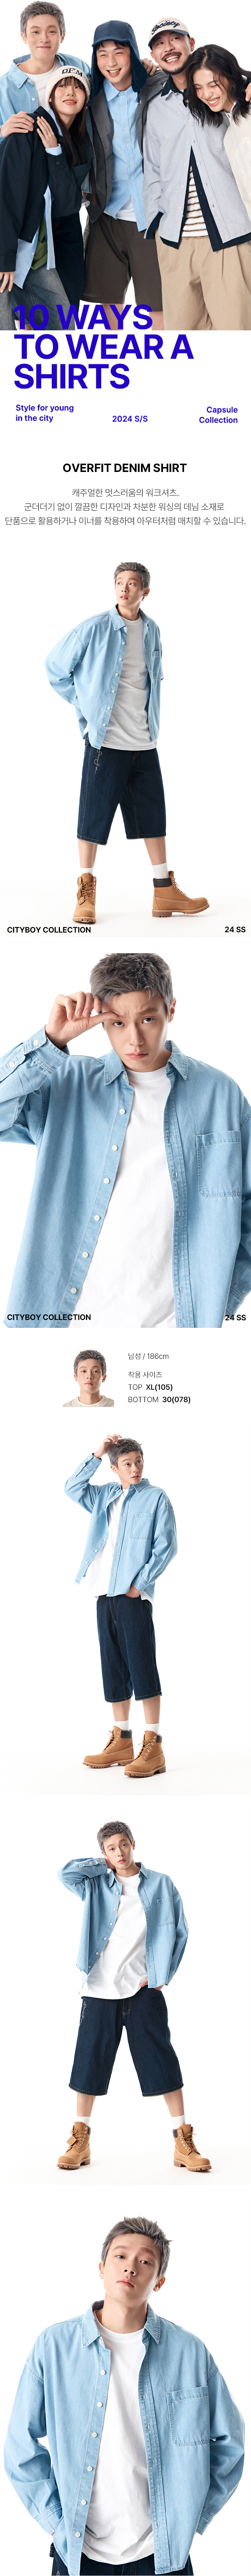 DEM
Society
10 WAYS
TO WEAR A
SHIRTS
Style for young
in the city
2024 S/S
Capsule
Collection
OVERFIT DENIM SHIRT
캐주얼한 멋스러움의 워크셔츠.
군더더기 없이 깔끔한 디자인과 차분한 워싱의 데님 소재로
단품으로 활용하거나 이너를 착용하여 아우터처럼 매치할 수 있습니다.
CITYBOY COLLECTION
24 SS
CITYBOY COLLECTION
24 SS
남성 / 186cm
착용 사이즈
TOP XL(105)
BOTTOM 30(078)